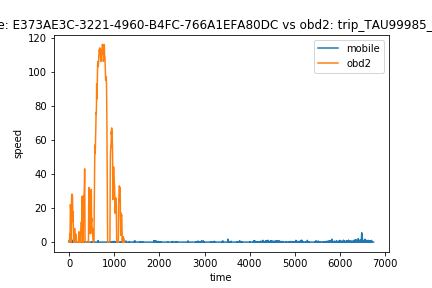 e: E373AE3C-3221-4960-B4FC-766A1EFA80DC vs obd2: trip_TAU99985_
mobile
obd2
speed
120
100
80
60
40
20
0
0 1000 2000 3000 4000 5000 6000 7000
time